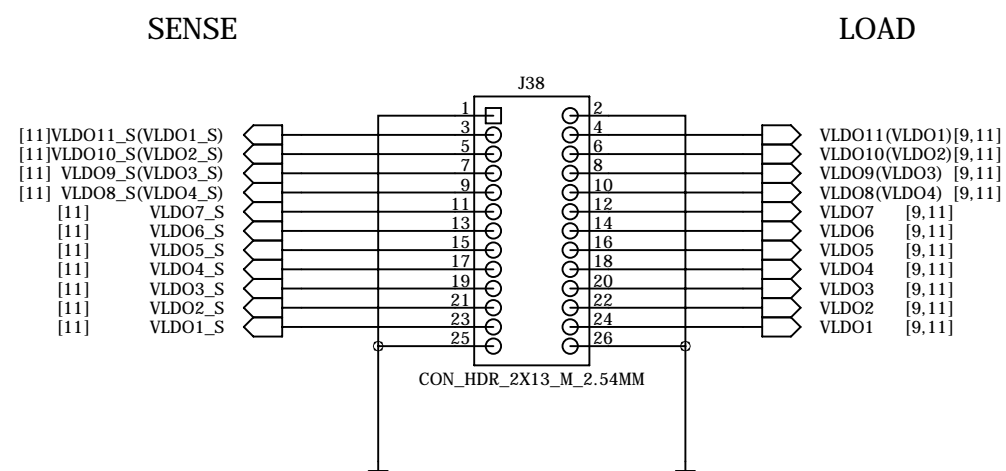 SENSE LOAD
J38
1 2
[11]VLDO11_S(VLDO1_S) 3 4 VLDO11(VLDO1)[9,11]
[11]VLDO10_S(VLDO2_S) 5 6 VLDO10(VLDO2)[9,11]
[11] VLDO9_S(VLDO3_S) 7 8 VLDO9(VLDO3) [9,11]
[11] VLDO8_S(VLDO4_S) 9 10 VLDO8(VLDO4) [9,11]
[11] VLDO7_S 11 12 VLDO7 [9,11]
[11] VLDO6_S 13 14 VLDO6 [9,11]
[11] VLDO5_S 15 16 VLDO5 [9,11]
[11] VLDO4_S 17 18 VLDO4 [9,11]
[11] VLDO3_S 19 20 VLDO3 [9,11]
[11] VLDO2_S 21 22 VLDO2 [9,11]
[11] VLDO1_S 23 24 VLDO1 [9,11]
25 26
CON_HDR_2X13_M_2.54MM